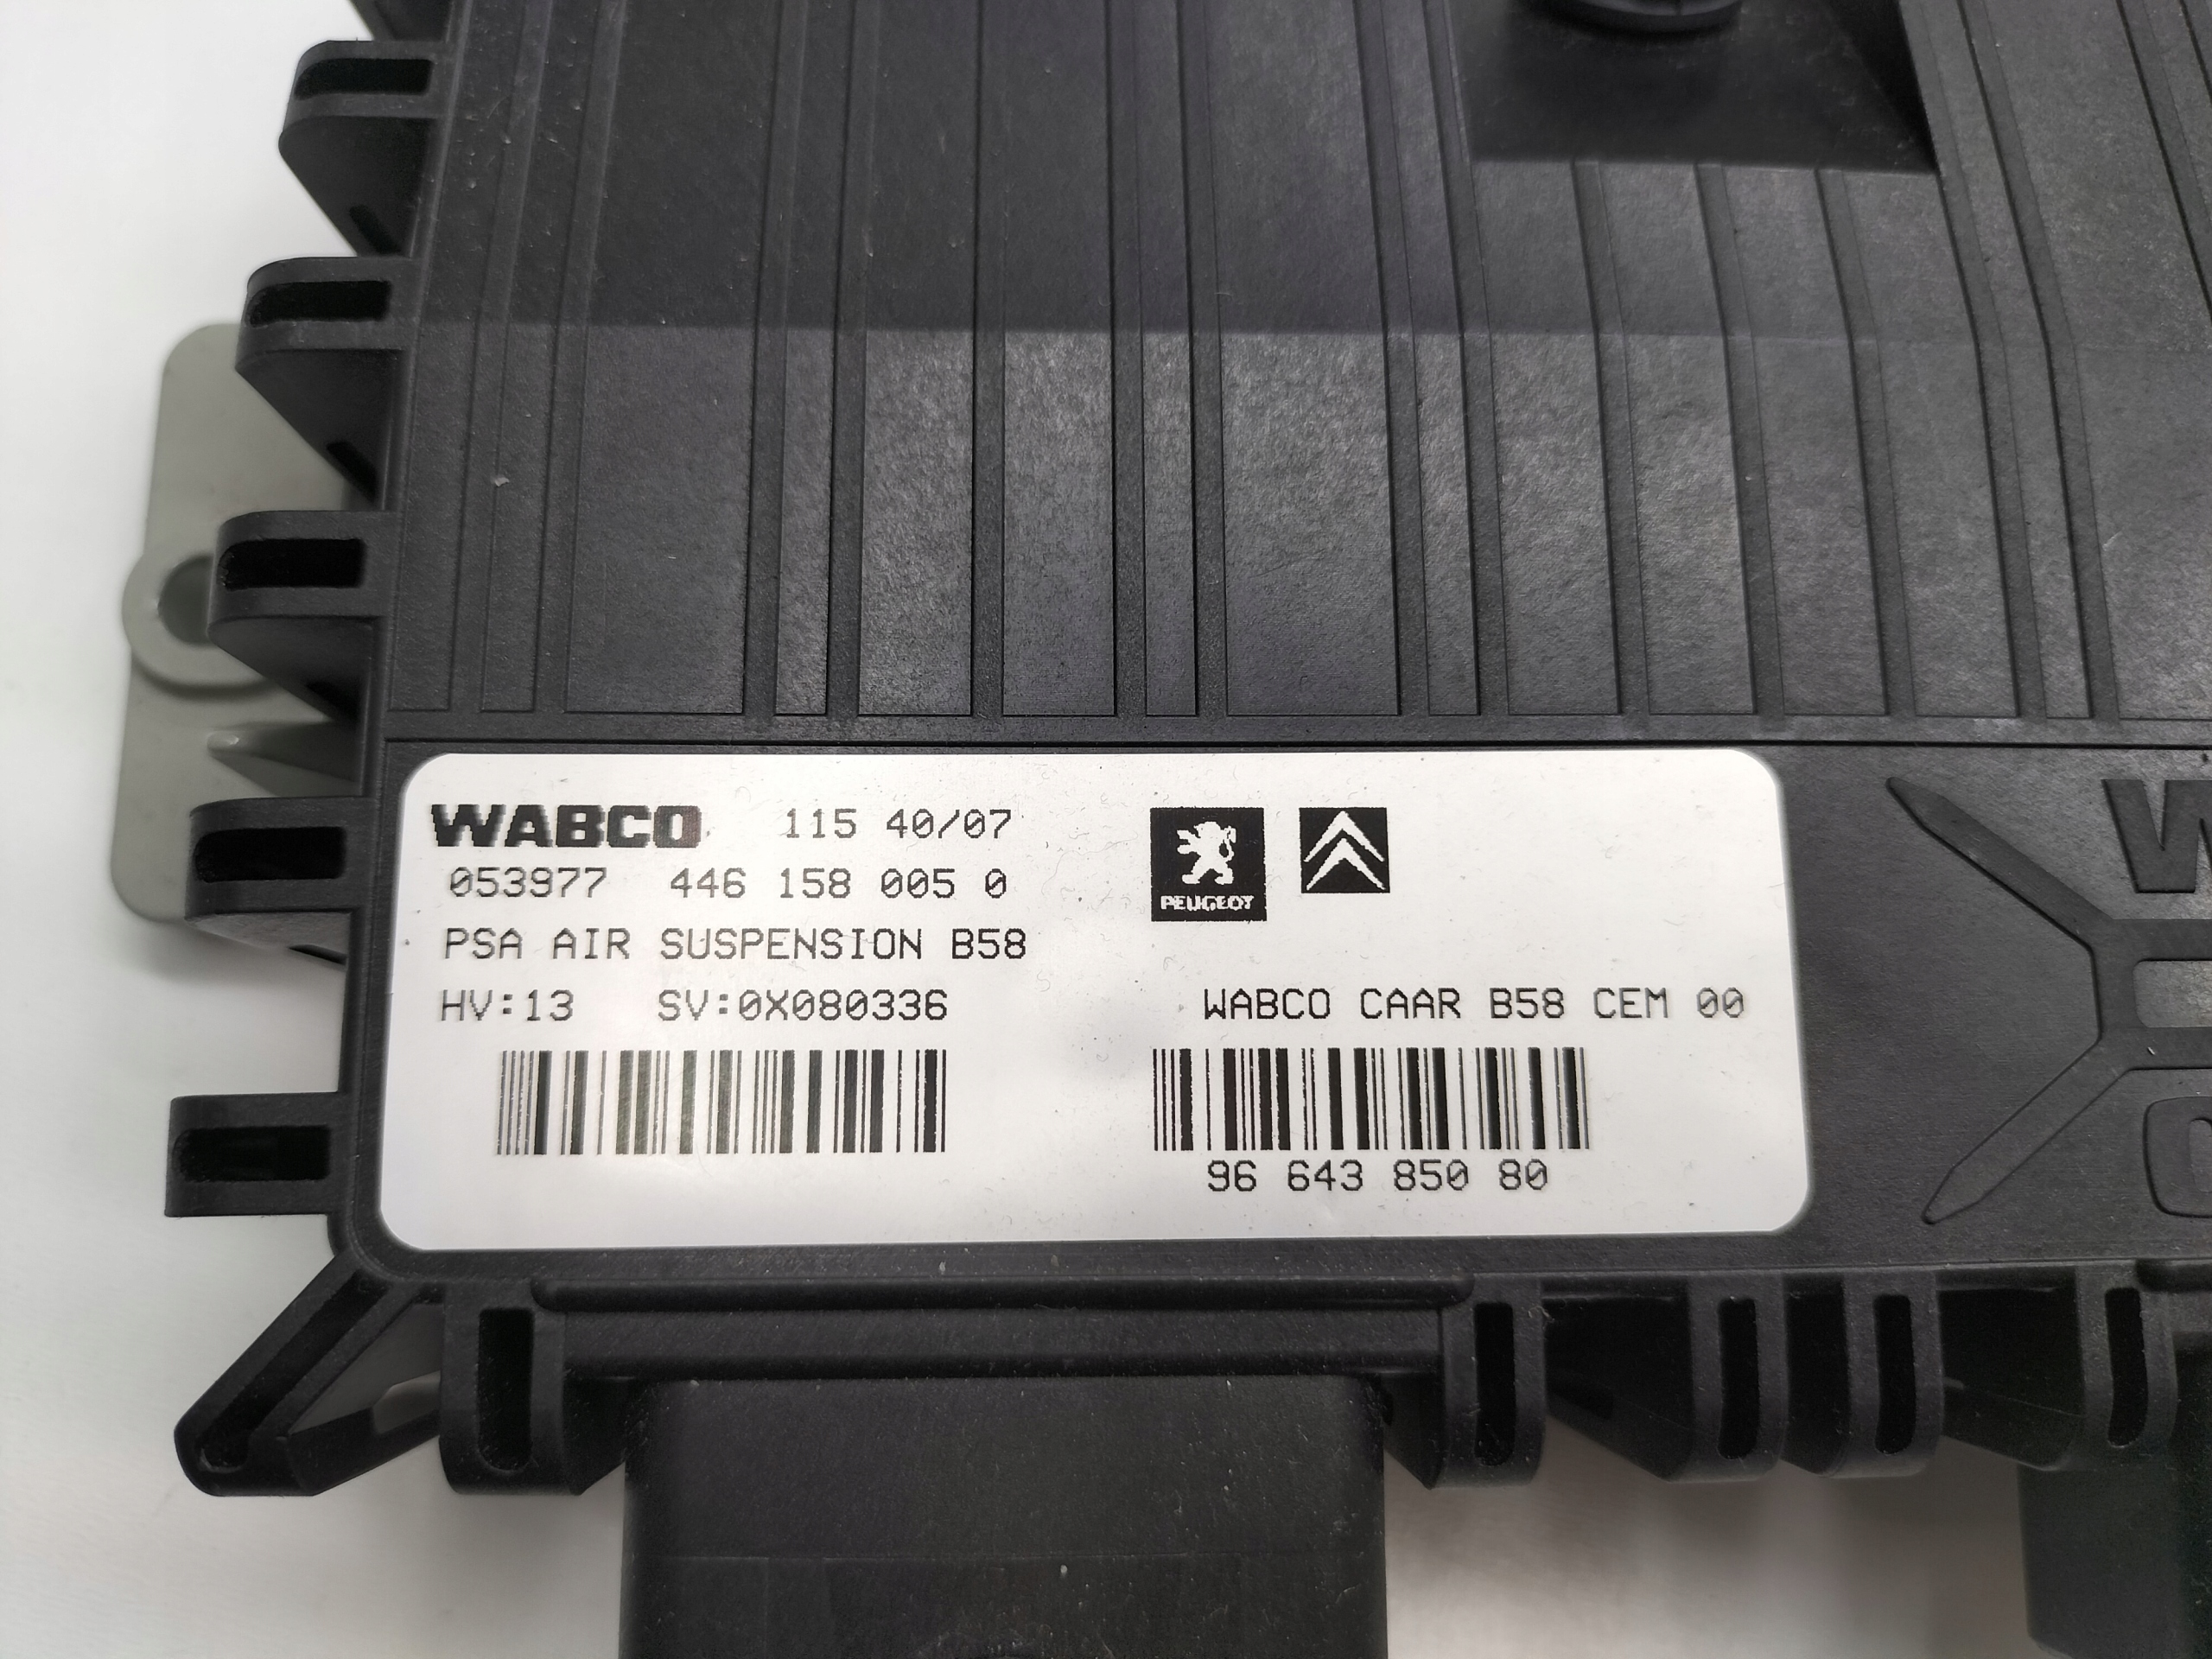 WABCO 115 40/07
053977 446 158 005 0
PSA AIR SUSPENSION B58
HV:13 SV:0X080336
PEUGEOT
WABCO CAAR B58 CEM 00
96 643 850 80